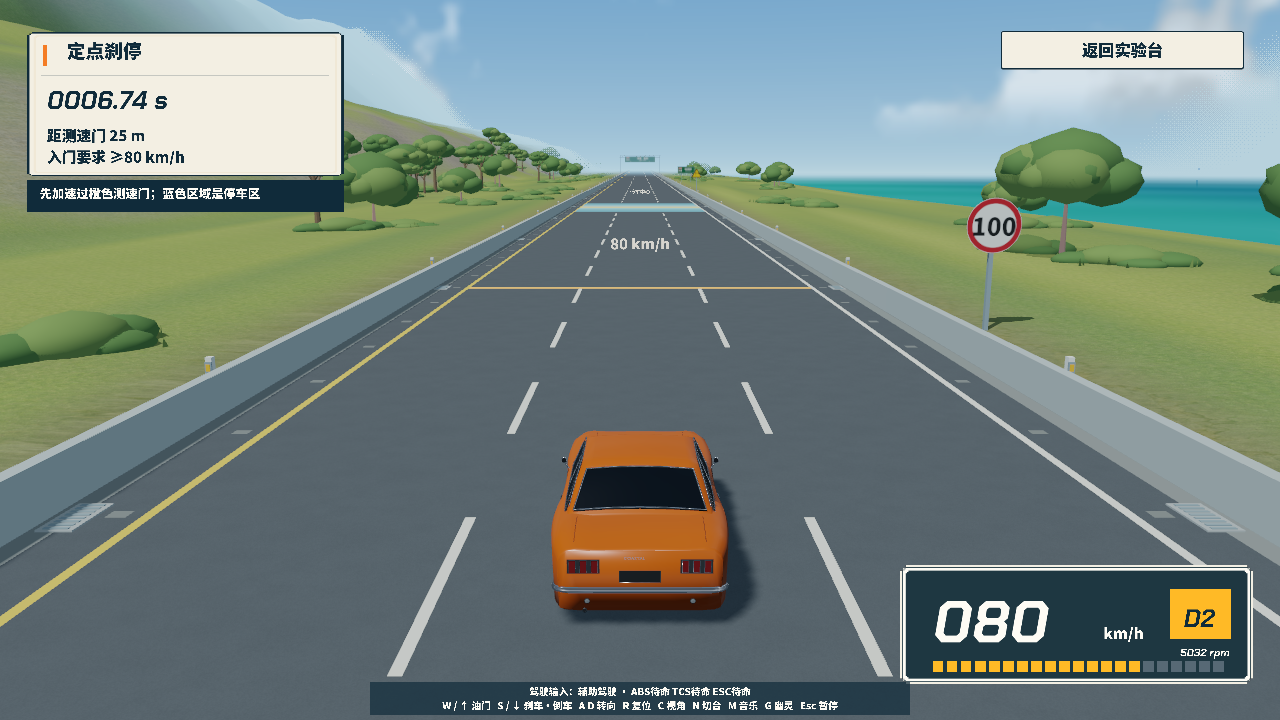 定点刹停
0006.74 s
距测速门 25 m
入门要求 ≥80 km/h
先加速过橙色测速门；蓝色区域是停车区
返回实验台
80 km/h
100
080 km/h D2
5032 rpm
驾驶输入：辅助驾驶 · ABS待命 TCS待命 ESC待命
W / ↑ 油门 S / ↓ 刹车·倒车 A D 转向 R 复位 C 视角 N 切台 M 音乐 G 幽灵 Esc 暂停